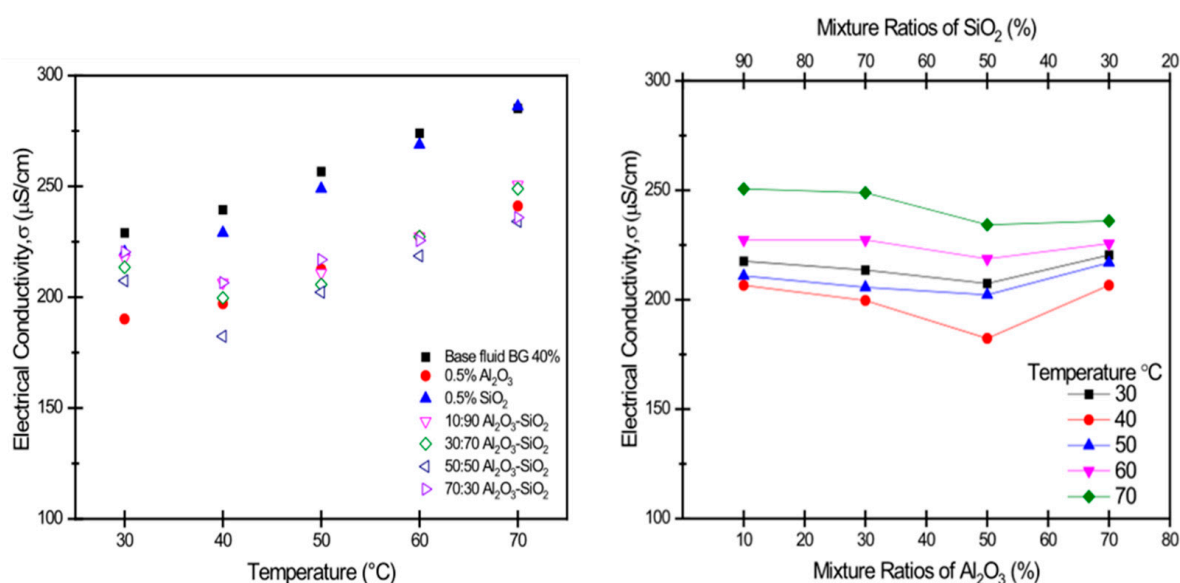 300
250
200
150
100
Electrical Conductivity,σ (μS/cm)
Base fluid BG 40%
0.5% Al₂O₃
0.5% SiO₂
10:90 Al₂O₃-SiO₂
30:70 Al₂O₃-SiO₂
50:50 Al₂O₃-SiO₂
70:30 Al₂O₃-SiO₂
30 40 50 60 70
Temperature (°C)
Mixture Ratios of SiO₂ (%)
90 80 70 60 50 40 30 20
300
250
200
150
100
Electrical Conductivity,σ (μS/cm)
Temperature °C
30
40
50
60
70
10 20 30 40 50 60 70 80
Mixture Ratios of Al₂O₃ (%)